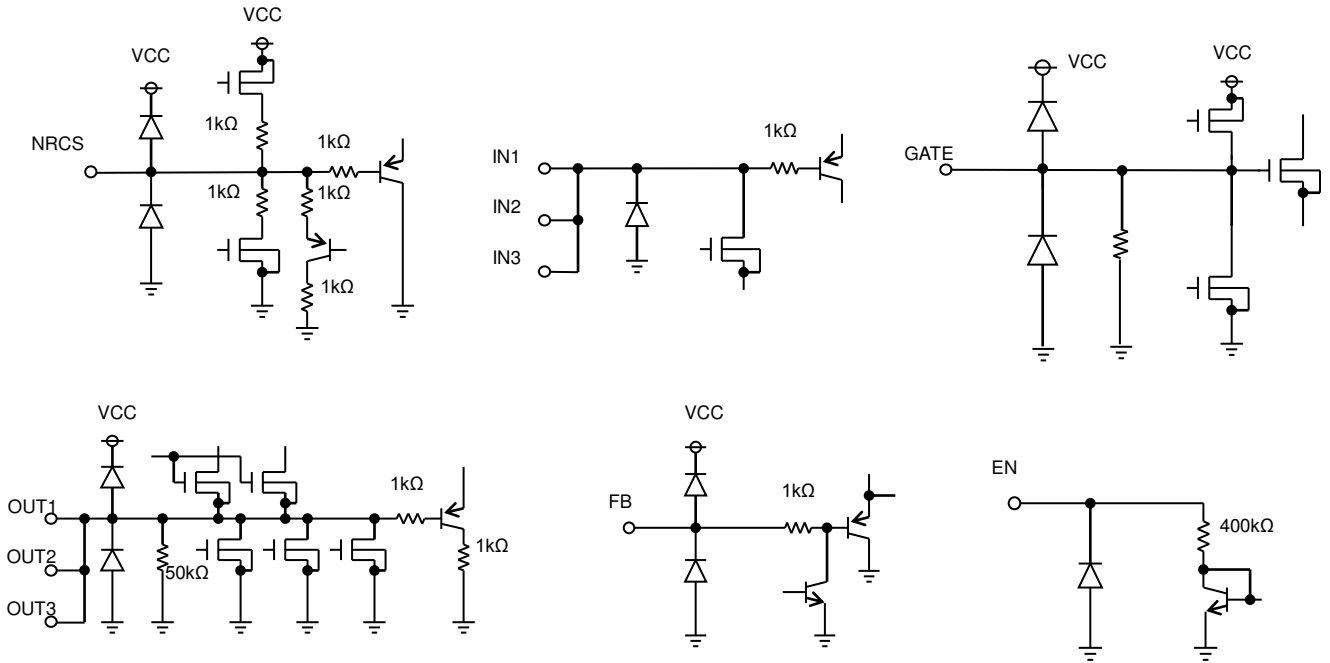 VCC
VCC
NRCS
1kΩ
1kΩ
1kΩ
1kΩ
1kΩ
IN1
IN2
IN3
1kΩ
VCC
VCC
GATE
VCC
OUT1
OUT2
OUT3
50kΩ
1kΩ
1kΩ
VCC
FB
1kΩ
EN
400kΩ